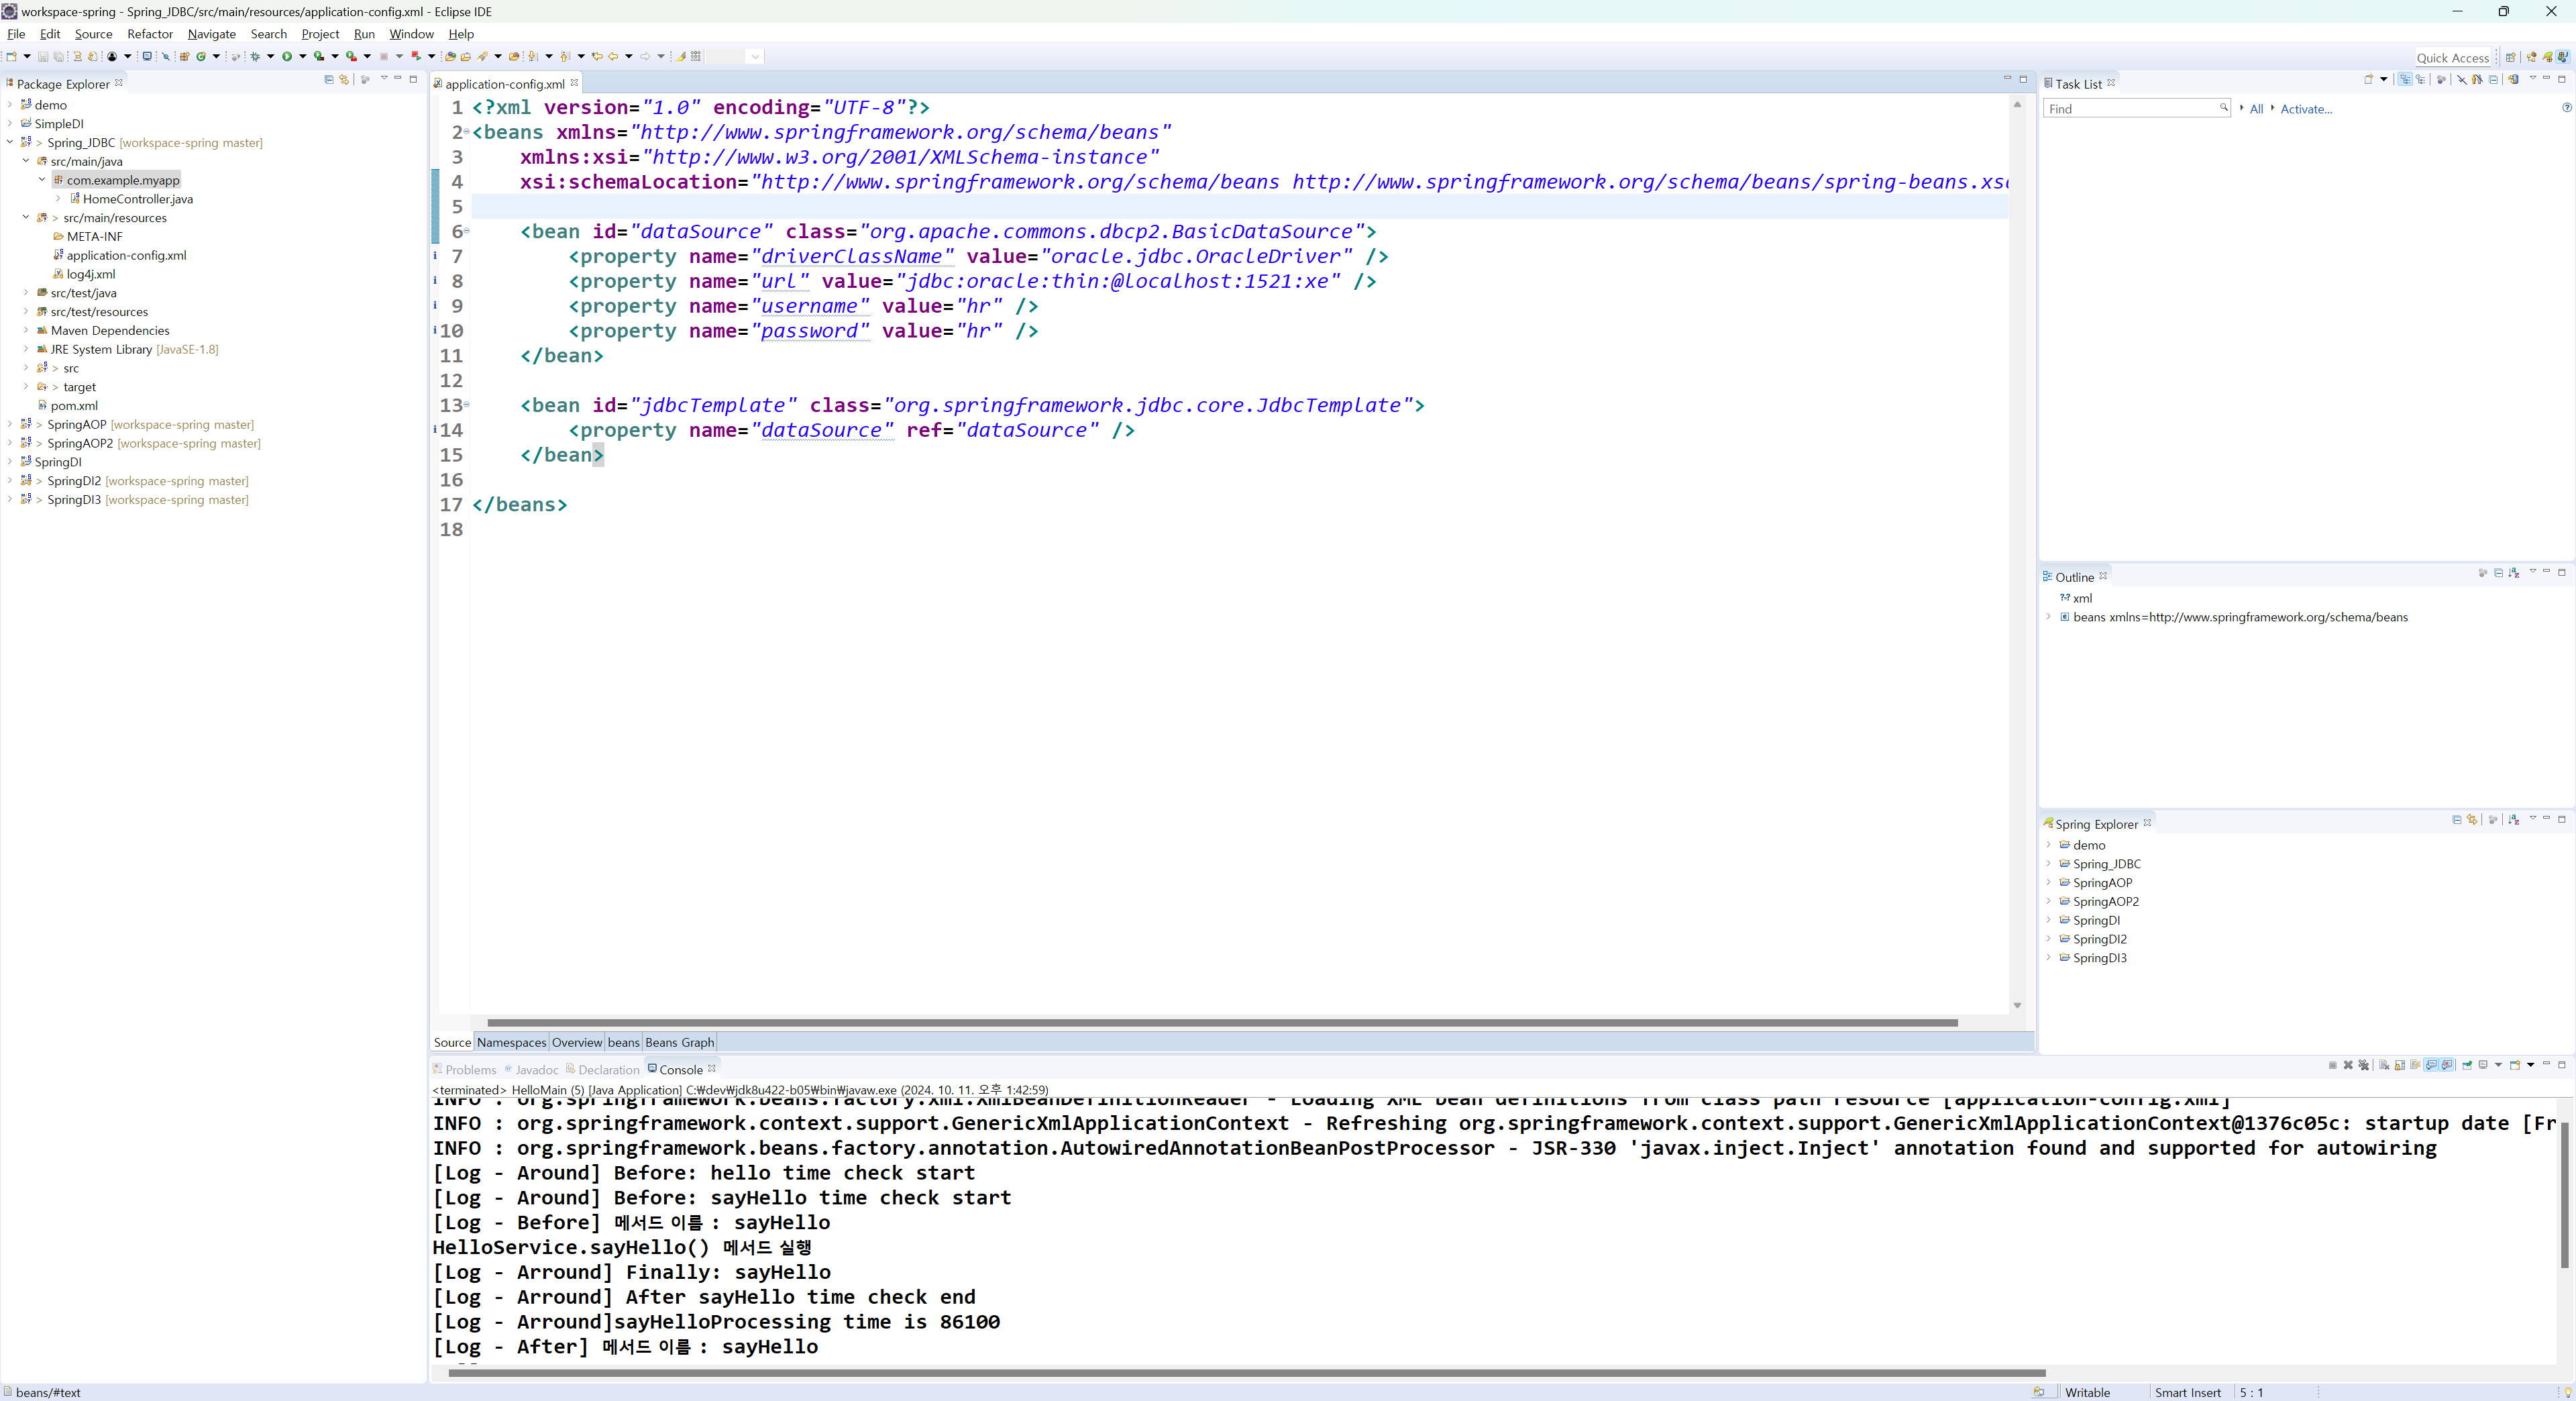 workspace-spring - Spring_JDBC/src/main/resources/application-config.xml - Eclipse IDE
File Edit Source Refactor Navigate Search Project Run Window Help
Quick Access
Package Explorer
demo
SimpleDI
> Spring_JDBC [workspace-spring master]
src/main/java
com.example.myapp
HomeController.java
> src/main/resources
META-INF
application-config.xml
log4j.xml
src/test/java
src/test/resources
Maven Dependencies
JRE System Library [JavaSE-1.8]
> src
> target
pom.xml
> SpringAOP [workspace-spring master]
> SpringAOP2 [workspace-spring master]
SpringDI
> SpringDI2 [workspace-spring master]
> SpringDI3 [workspace-spring master]
application-config.xml
1 <?xml version="1.0" encoding="UTF-8"?>
2 <beans xmlns="http://www.springframework.org/schema/beans"
3 xmlns:xsi="http://www.w3.org/2001/XMLSchema-instance"
4 xsi:schemaLocation="http://www.springframework.org/schema/beans http://www.springframework.org/schema/beans/spring-beans.xs
5
6 <bean id="dataSource" class="org.apache.commons.dbcp2.BasicDataSource">
7 <property name="driverClassName" value="oracle.jdbc.OracleDriver" />
8 <property name="url" value="jdbc:oracle:thin:@localhost:1521:xe" />
9 <property name="username" value="hr" />
10 <property name="password" value="hr" />
11 </bean>
12
13 <bean id="jdbcTemplate" class="org.springframework.jdbc.core.JdbcTemplate">
14 <property name="dataSource" ref="dataSource" />
15 </bean>
16
17 </beans>
18
Source Namespaces Overview beans Beans Graph
Task List
Find All Activate...
Outline
xml
beans xmlns=http://www.springframework.org/schema/beans
Spring Explorer
demo
Spring_JDBC
SpringAOP
SpringAOP2
SpringDI
SpringDI2
SpringDI3
Problems Javadoc Declaration Console
<terminated> HelloMain (5) [Java Application] C:₩dev₩jdk8u422-b05₩bin₩javaw.exe (2024. 10. 11. 오후 1:42:59)
INFO : org.springframework.beans.factory.xml.XmlBeanDefinitionReader - Loading XML bean definitions from class path resource [application-config.xml]
INFO : org.springframework.context.support.GenericXmlApplicationContext - Refreshing org.springframework.context.support.GenericXmlApplicationContext@1376c05c: startup date [Fr
INFO : org.springframework.beans.factory.annotation.AutowiredAnnotationBeanPostProcessor - JSR-330 'javax.inject.Inject' annotation found and supported for autowiring
[Log - Around] Before: hello time check start
[Log - Around] Before: sayHello time check start
[Log - Before] 메서드 이름 : sayHello
HelloService.sayHello() 메서드 실행
[Log - Arround] Finally: sayHello
[Log - Arround] After sayHello time check end
[Log - Arround]sayHelloProcessing time is 86100
[Log - After] 메서드 이름 : sayHello
beans/#text
Writable Smart Insert 5 : 1